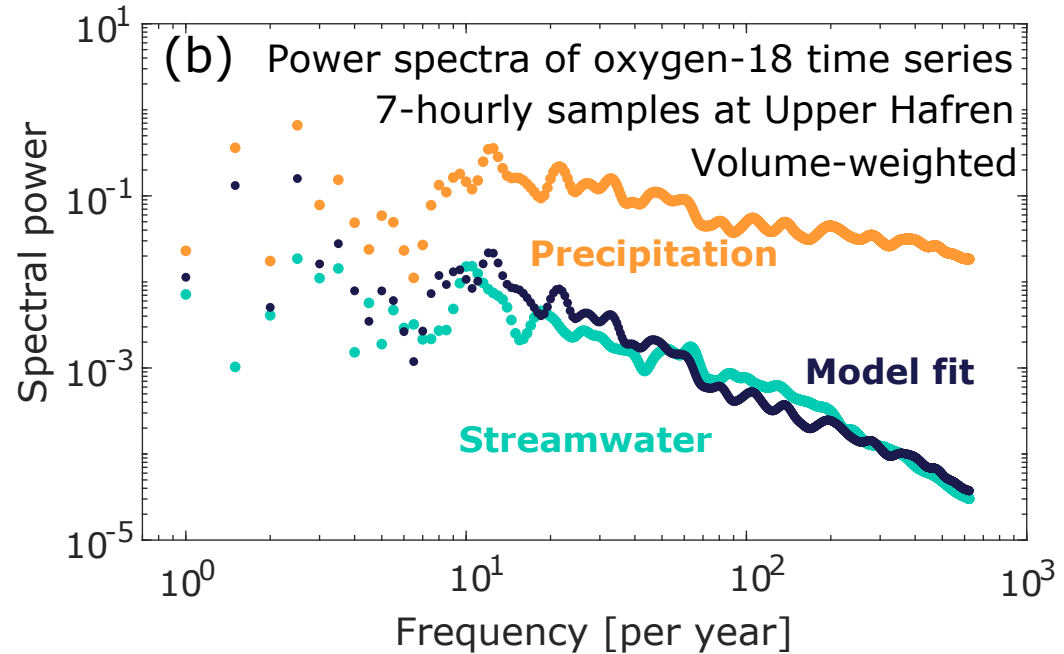 (b) Power spectra of oxygen-18 time series
7-hourly samples at Upper Hafren
Volume-weighted
Precipitation
Model fit
Streamwater
Spectral power
10^1
10^-1
10^-3
10^-5
10^0
10^1
10^2
10^3
Frequency [per year]